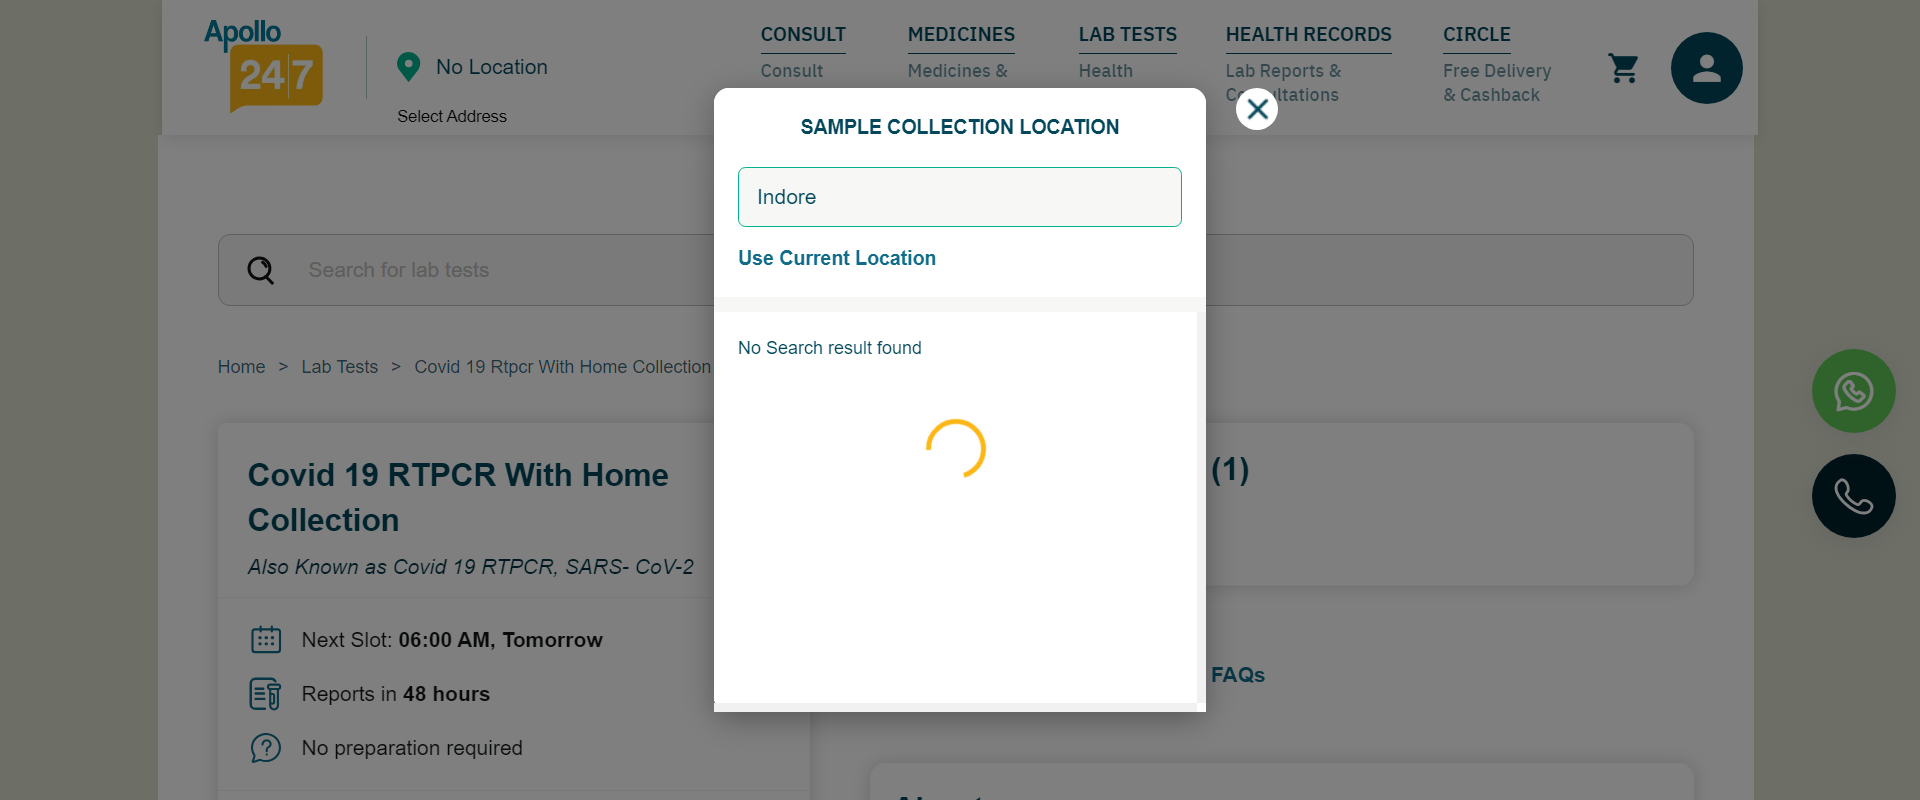 Apollo
24|7
No Location
Select Address
CONSULT
Consult
MEDICINES
Medicines &
LAB TESTS
Health
HEALTH RECORDS
Lab Reports &
CIRCLE
Free Delivery
& Cashback
SAMPLE COLLECTION LOCATION
Indore
Use Current Location
No Search result found
Search for lab tests
Home > Lab Tests > Covid 19 Rtpcr With Home Collection
Covid 19 RTPCR With Home
Collection
Also Known as Covid 19 RTPCR, SARS- CoV-2
Next Slot: 06:00 AM, Tomorrow
Reports in 48 hours
No preparation required
(1)
FAQs